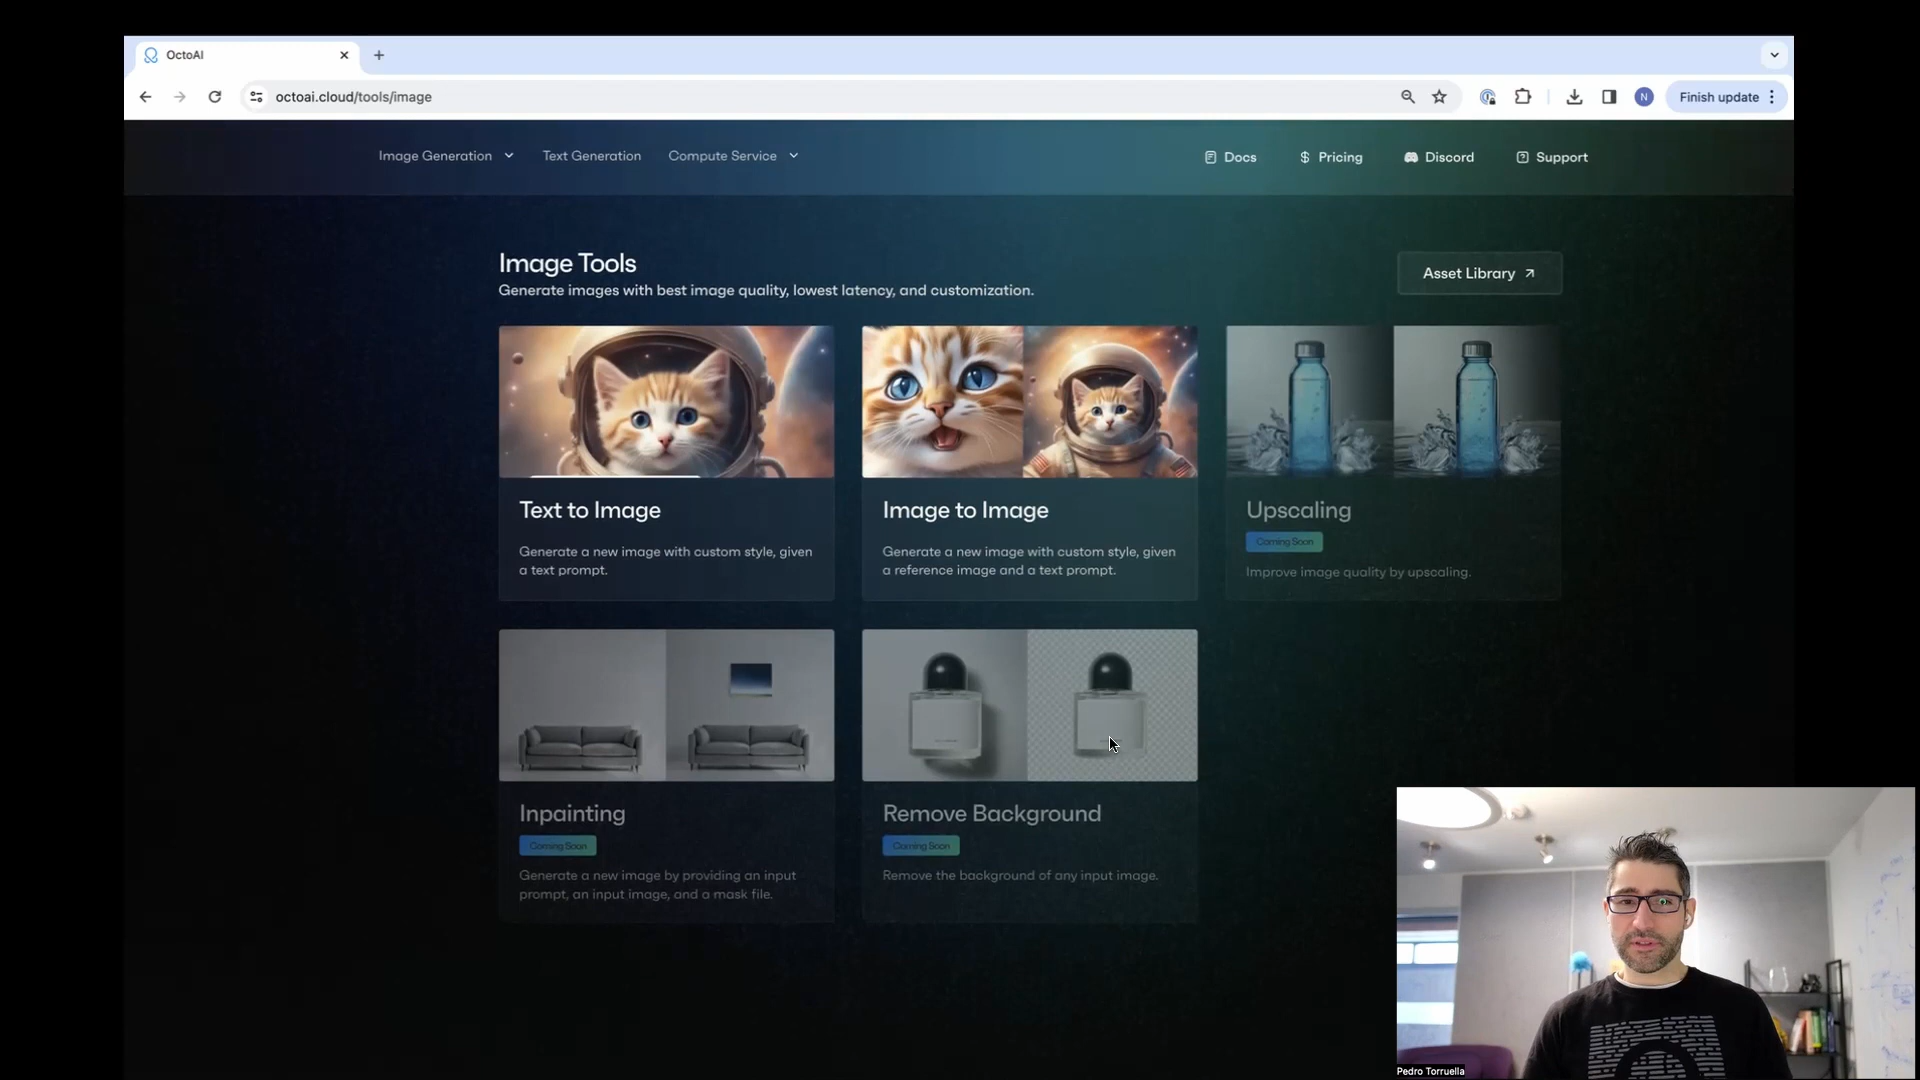 OctoAI
octoai.cloud/tools/image
N
Finish update
Image Generation
Text Generation
Compute Service
Docs
Pricing
Discord
Support
Image Tools
Generate images with best image quality, lowest latency, and customization.
Asset Library
Text to Image
Generate a new image with custom style, given
a text prompt.
Image to Image
Generate a new image with custom style, given
a reference image and a text prompt.
Upscaling
Coming Soon
Improve image quality by upscaling.
Inpainting
Coming Soon
Generate a new image by providing an input
prompt, an input image, and a mask file.
Remove Background
Coming Soon
Remove the background of any input image.
Pedro Torruella